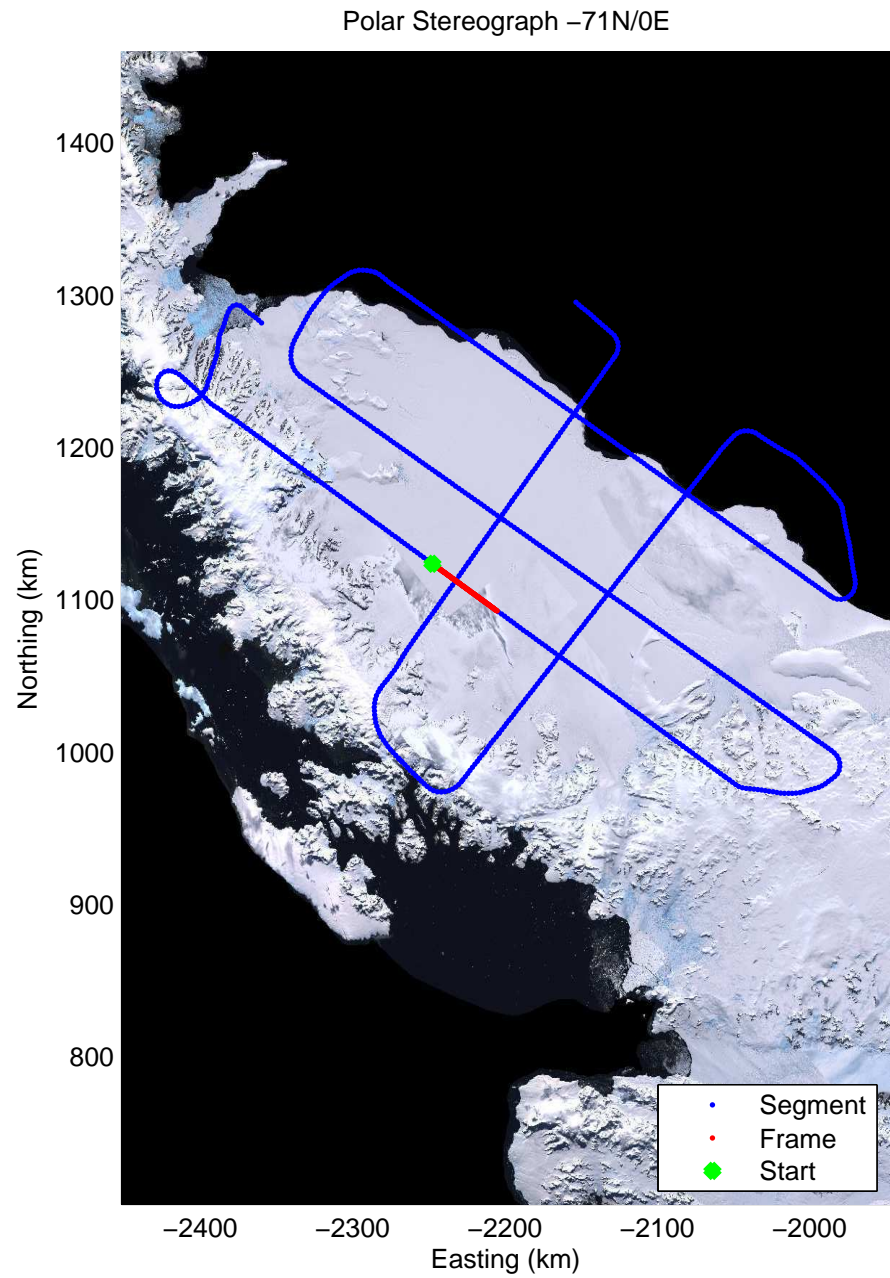 Polar Stereograph −71N/0E
1400
1300
1200
1100
1000
900
800
Northing (km)
Segment
Frame
Start
−2400 −2300 −2200 −2100 −2000
Easting (km)